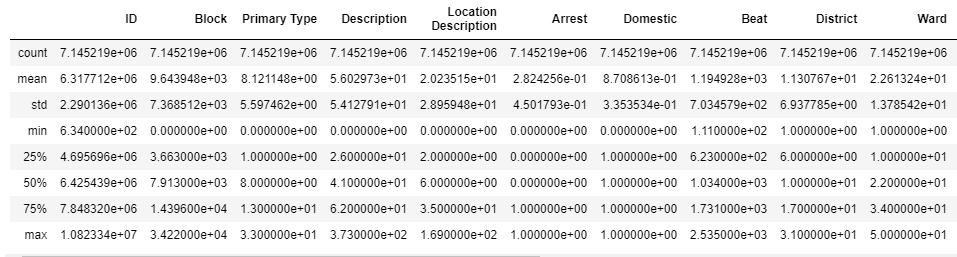 ID Block Primary Type Description Location Description Arrest Domestic Beat District Ward
count 7.145219e+06 7.145219e+06 7.145219e+06 7.145219e+06 7.145219e+06 7.145219e+06 7.145219e+06 7.145219e+06 7.145219e+06 7.145219e+06
mean 6.317712e+06 9.643948e+03 8.121148e+00 5.602973e+01 2.023515e+01 2.824256e-01 8.708613e-01 1.194928e+03 1.130767e+01 2.261324e+01
std 2.290136e+06 7.368512e+03 5.597462e+00 5.412791e+01 2.895948e+01 4.501793e-01 3.353534e-01 7.034579e+02 6.937785e+00 1.378542e+01
min 6.340000e+02 0.000000e+00 0.000000e+00 0.000000e+00 0.000000e+00 0.000000e+00 0.000000e+00 1.110000e+02 1.000000e+00 1.000000e+00
25% 4.695696e+06 3.663000e+03 1.000000e+00 2.600000e+01 2.000000e+00 0.000000e+00 1.000000e+00 6.230000e+02 6.000000e+00 1.000000e+01
50% 6.425439e+06 7.913000e+03 8.000000e+00 4.100000e+01 6.000000e+00 0.000000e+00 1.000000e+00 1.034000e+03 1.000000e+01 2.200000e+01
75% 7.848320e+06 1.439600e+04 1.300000e+01 6.200000e+01 3.500000e+01 1.000000e+00 1.000000e+00 1.731000e+03 1.700000e+01 3.400000e+01
max 1.082334e+07 3.422000e+04 3.300000e+01 3.730000e+02 1.690000e+02 1.000000e+00 1.000000e+00 2.535000e+03 3.100000e+01 5.000000e+01